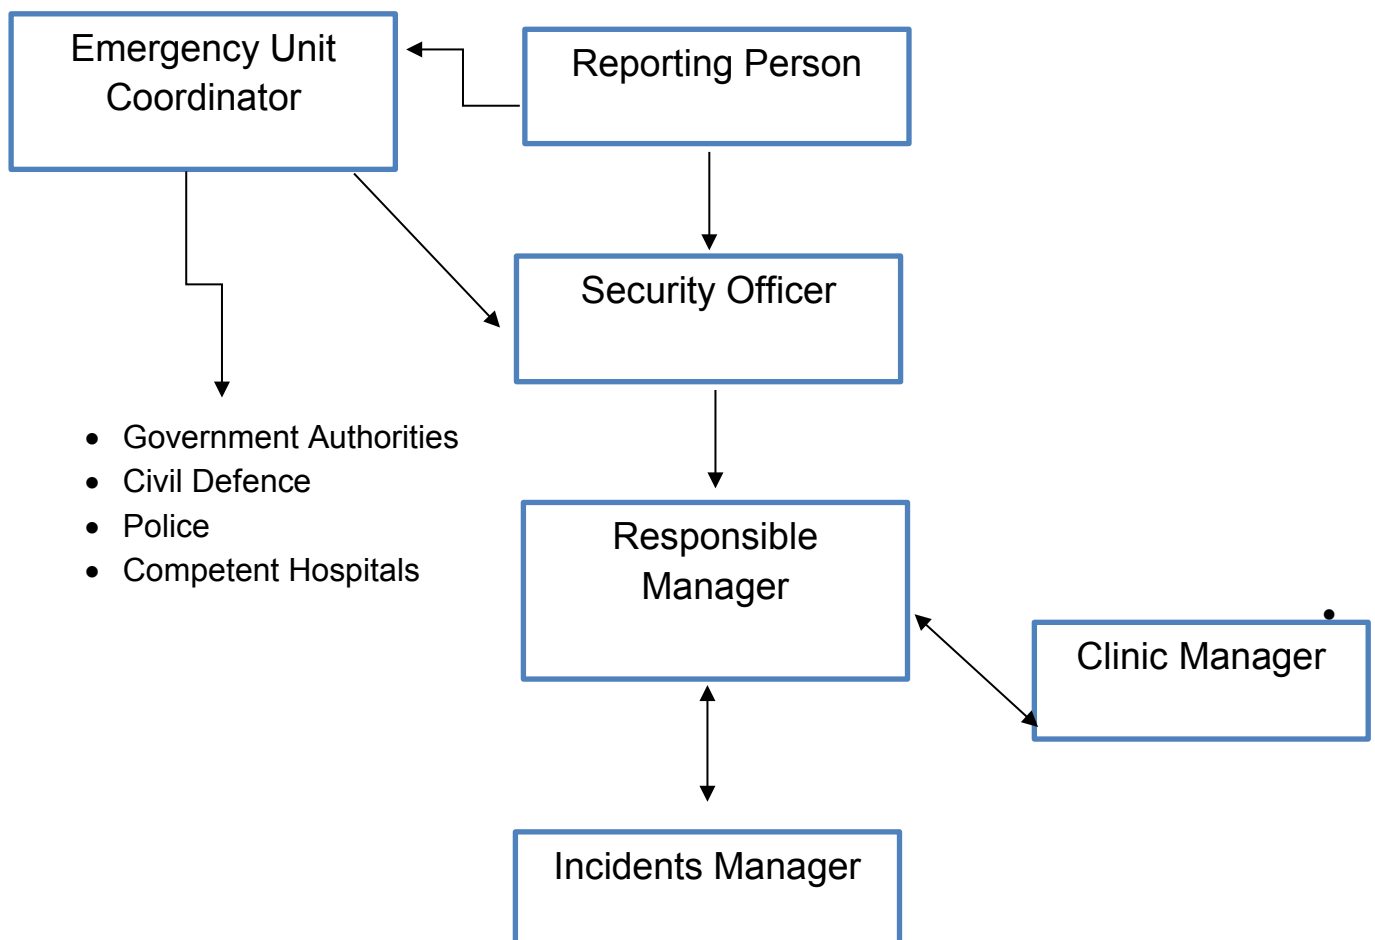 Emergency Unit
Coordinator
Reporting Person
Security Officer
• Government Authorities
• Civil Defence
• Police
• Competent Hospitals
Responsible
Manager
•
Clinic Manager
Incidents Manager